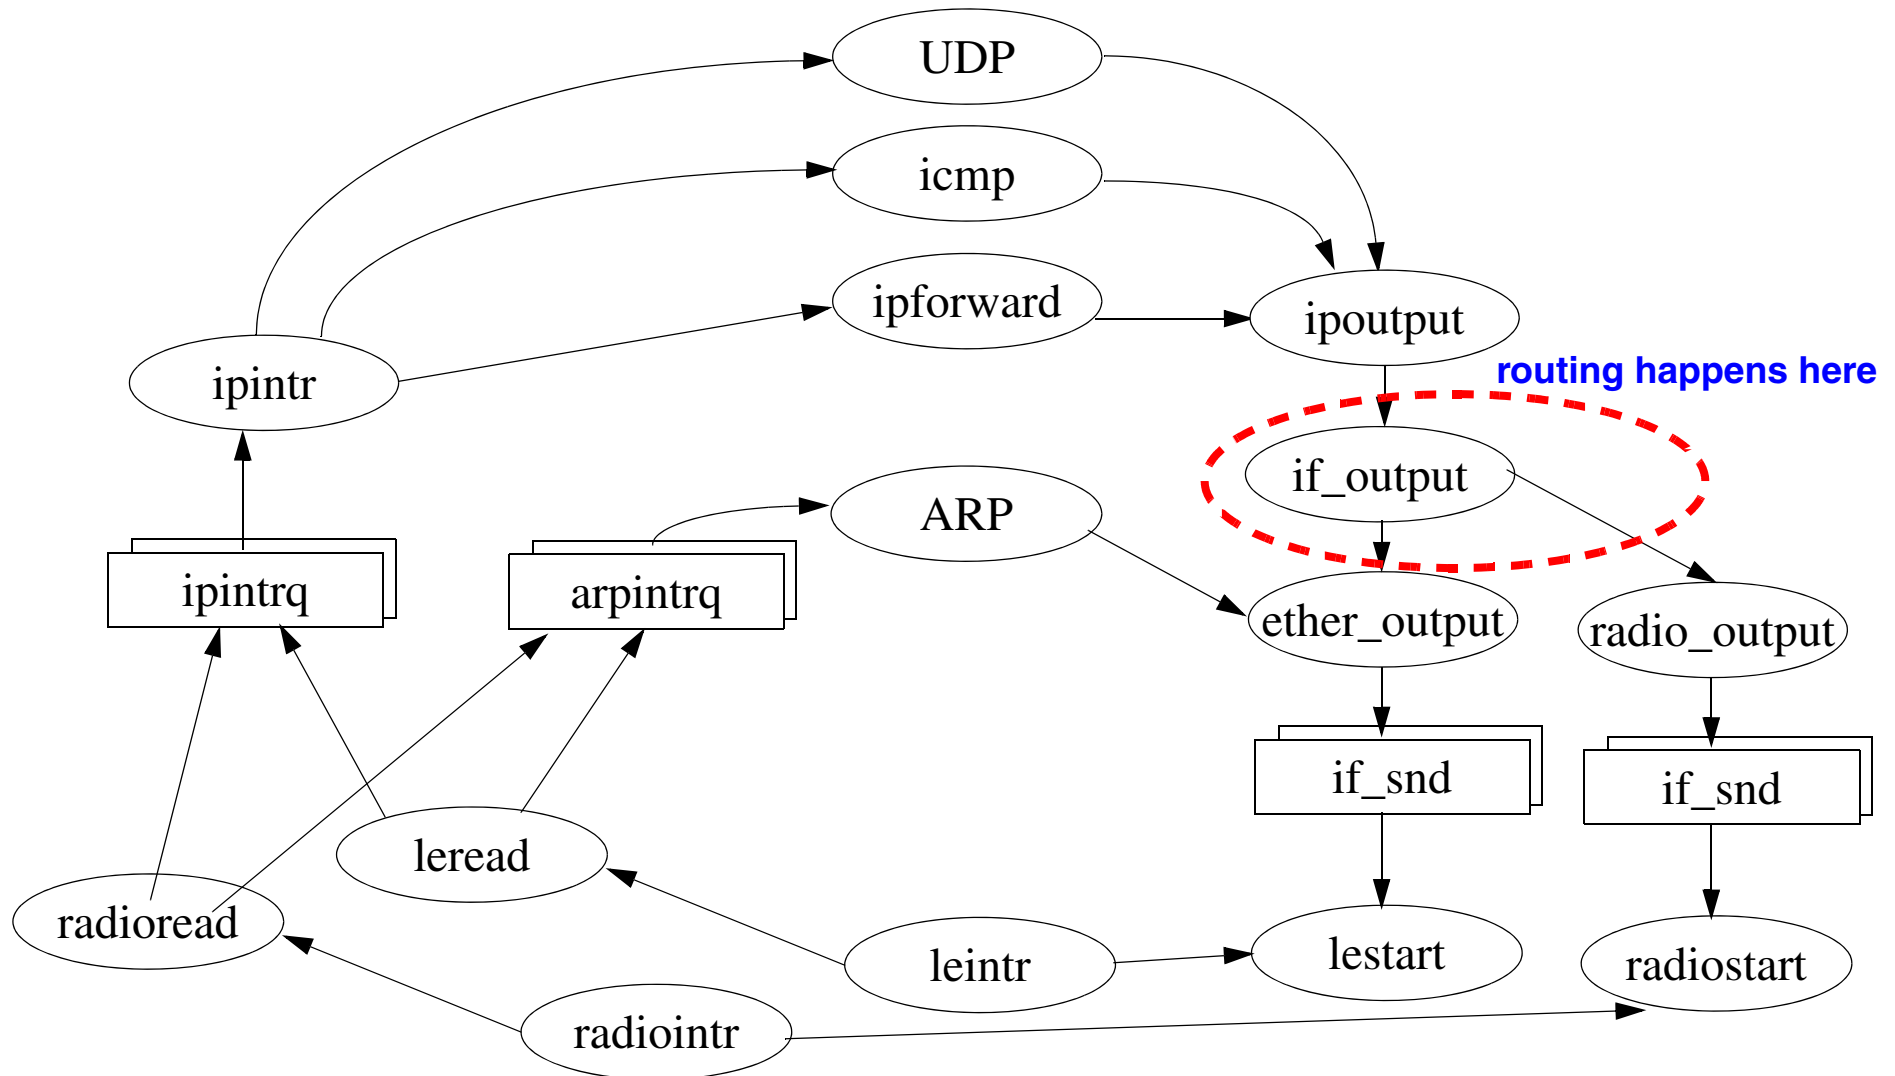 UDP
icmp
ipforward
ipoutput
routing happens here
ipintr
if_output
ARP
ipintrq
arpintrq
ether_output
radio_output
if_snd
if_snd
leread
radioread
leintr
lestart
radiostart
radiointr